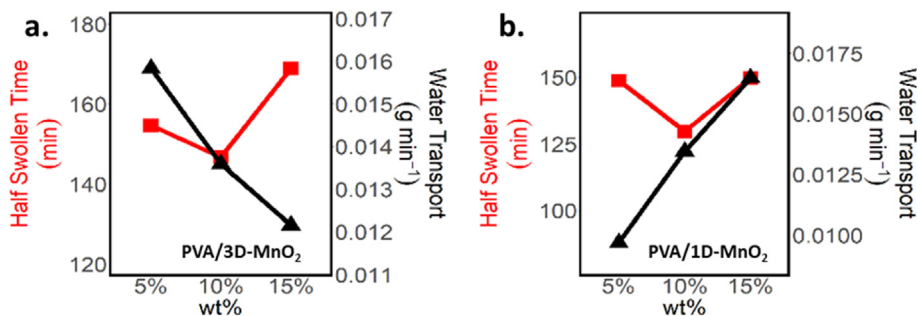 a.
Half Swollen Time
(min)
180
160
140
120
0.017
0.016
0.015
0.014
0.013
0.012
0.011
Water Transport
(g min⁻¹)
PVA/3D-MnO₂
5% 10% 15%
wt%
b.
150
125
100
Half Swollen Time
(min)
0.0175
0.0150
0.0125
0.0100
Water Transport
(g min⁻¹)
PVA/1D-MnO₂
5% 10% 15%
wt%